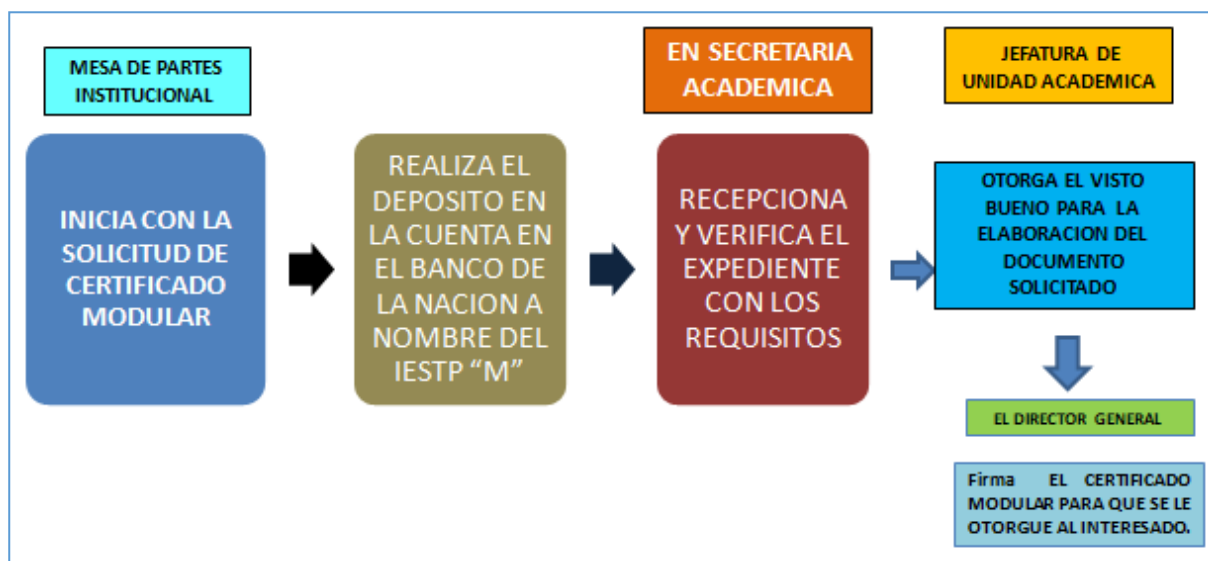 MESA DE PARTES
INSTITUCIONAL
INICIA CON LA
SOLICITUD DE
CERTIFICADO
MODULAR
REALIZA EL
DEPOSITO EN
LA CUENTA EN
EL BANCO DE
LA NACION A
NOMBRE DEL
IESTP “M”
EN SECRETARIA
ACADEMICA
RECEPCIONA
Y VERIFICA EL
EXPEDIENTE
CON LOS
REQUISITOS
JEFATURA DE
UNIDAD ACADEMICA
OTORGA EL VISTO
BUENO PARA LA
ELABORACION DEL
DOCUMENTO
SOLICITADO
EL DIRECTOR GENERAL
Firma EL CERTIFICADO
MODULAR PARA QUE SE LE
OTORGUE AL INTERESADO.